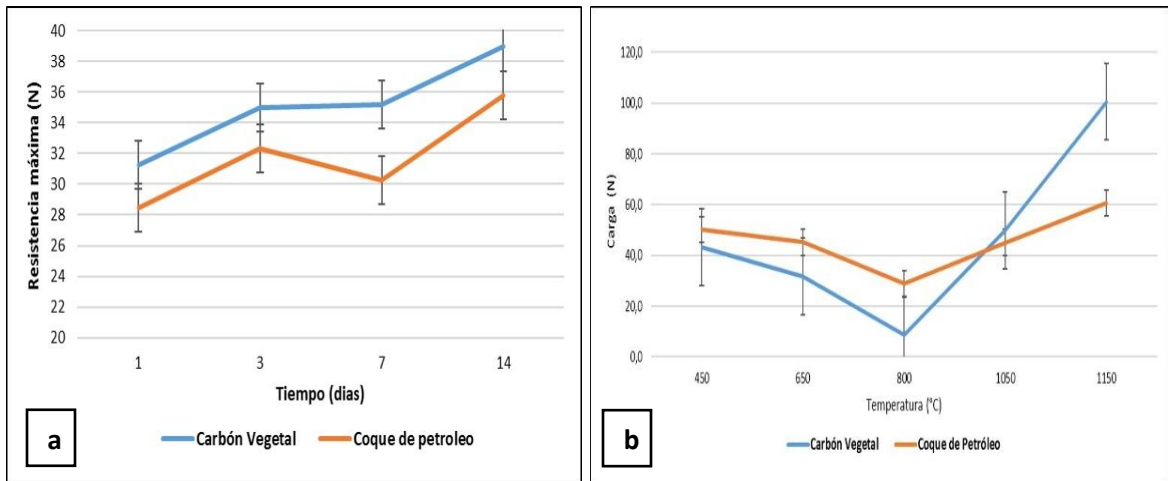 40
38
36
34
32
30
28
26
24
22
20
Resistencia máxima (N)
1 3 7 14
Tiempo (dias)
Carbón Vegetal Coque de petroleo
a
120,0
100,0
80,0
60,0
40,0
20,0
0,0
Carga (N)
450 650 800 1050 1150
Temperatura (°C)
Carbón Vegetal Coque de Petróleo
b